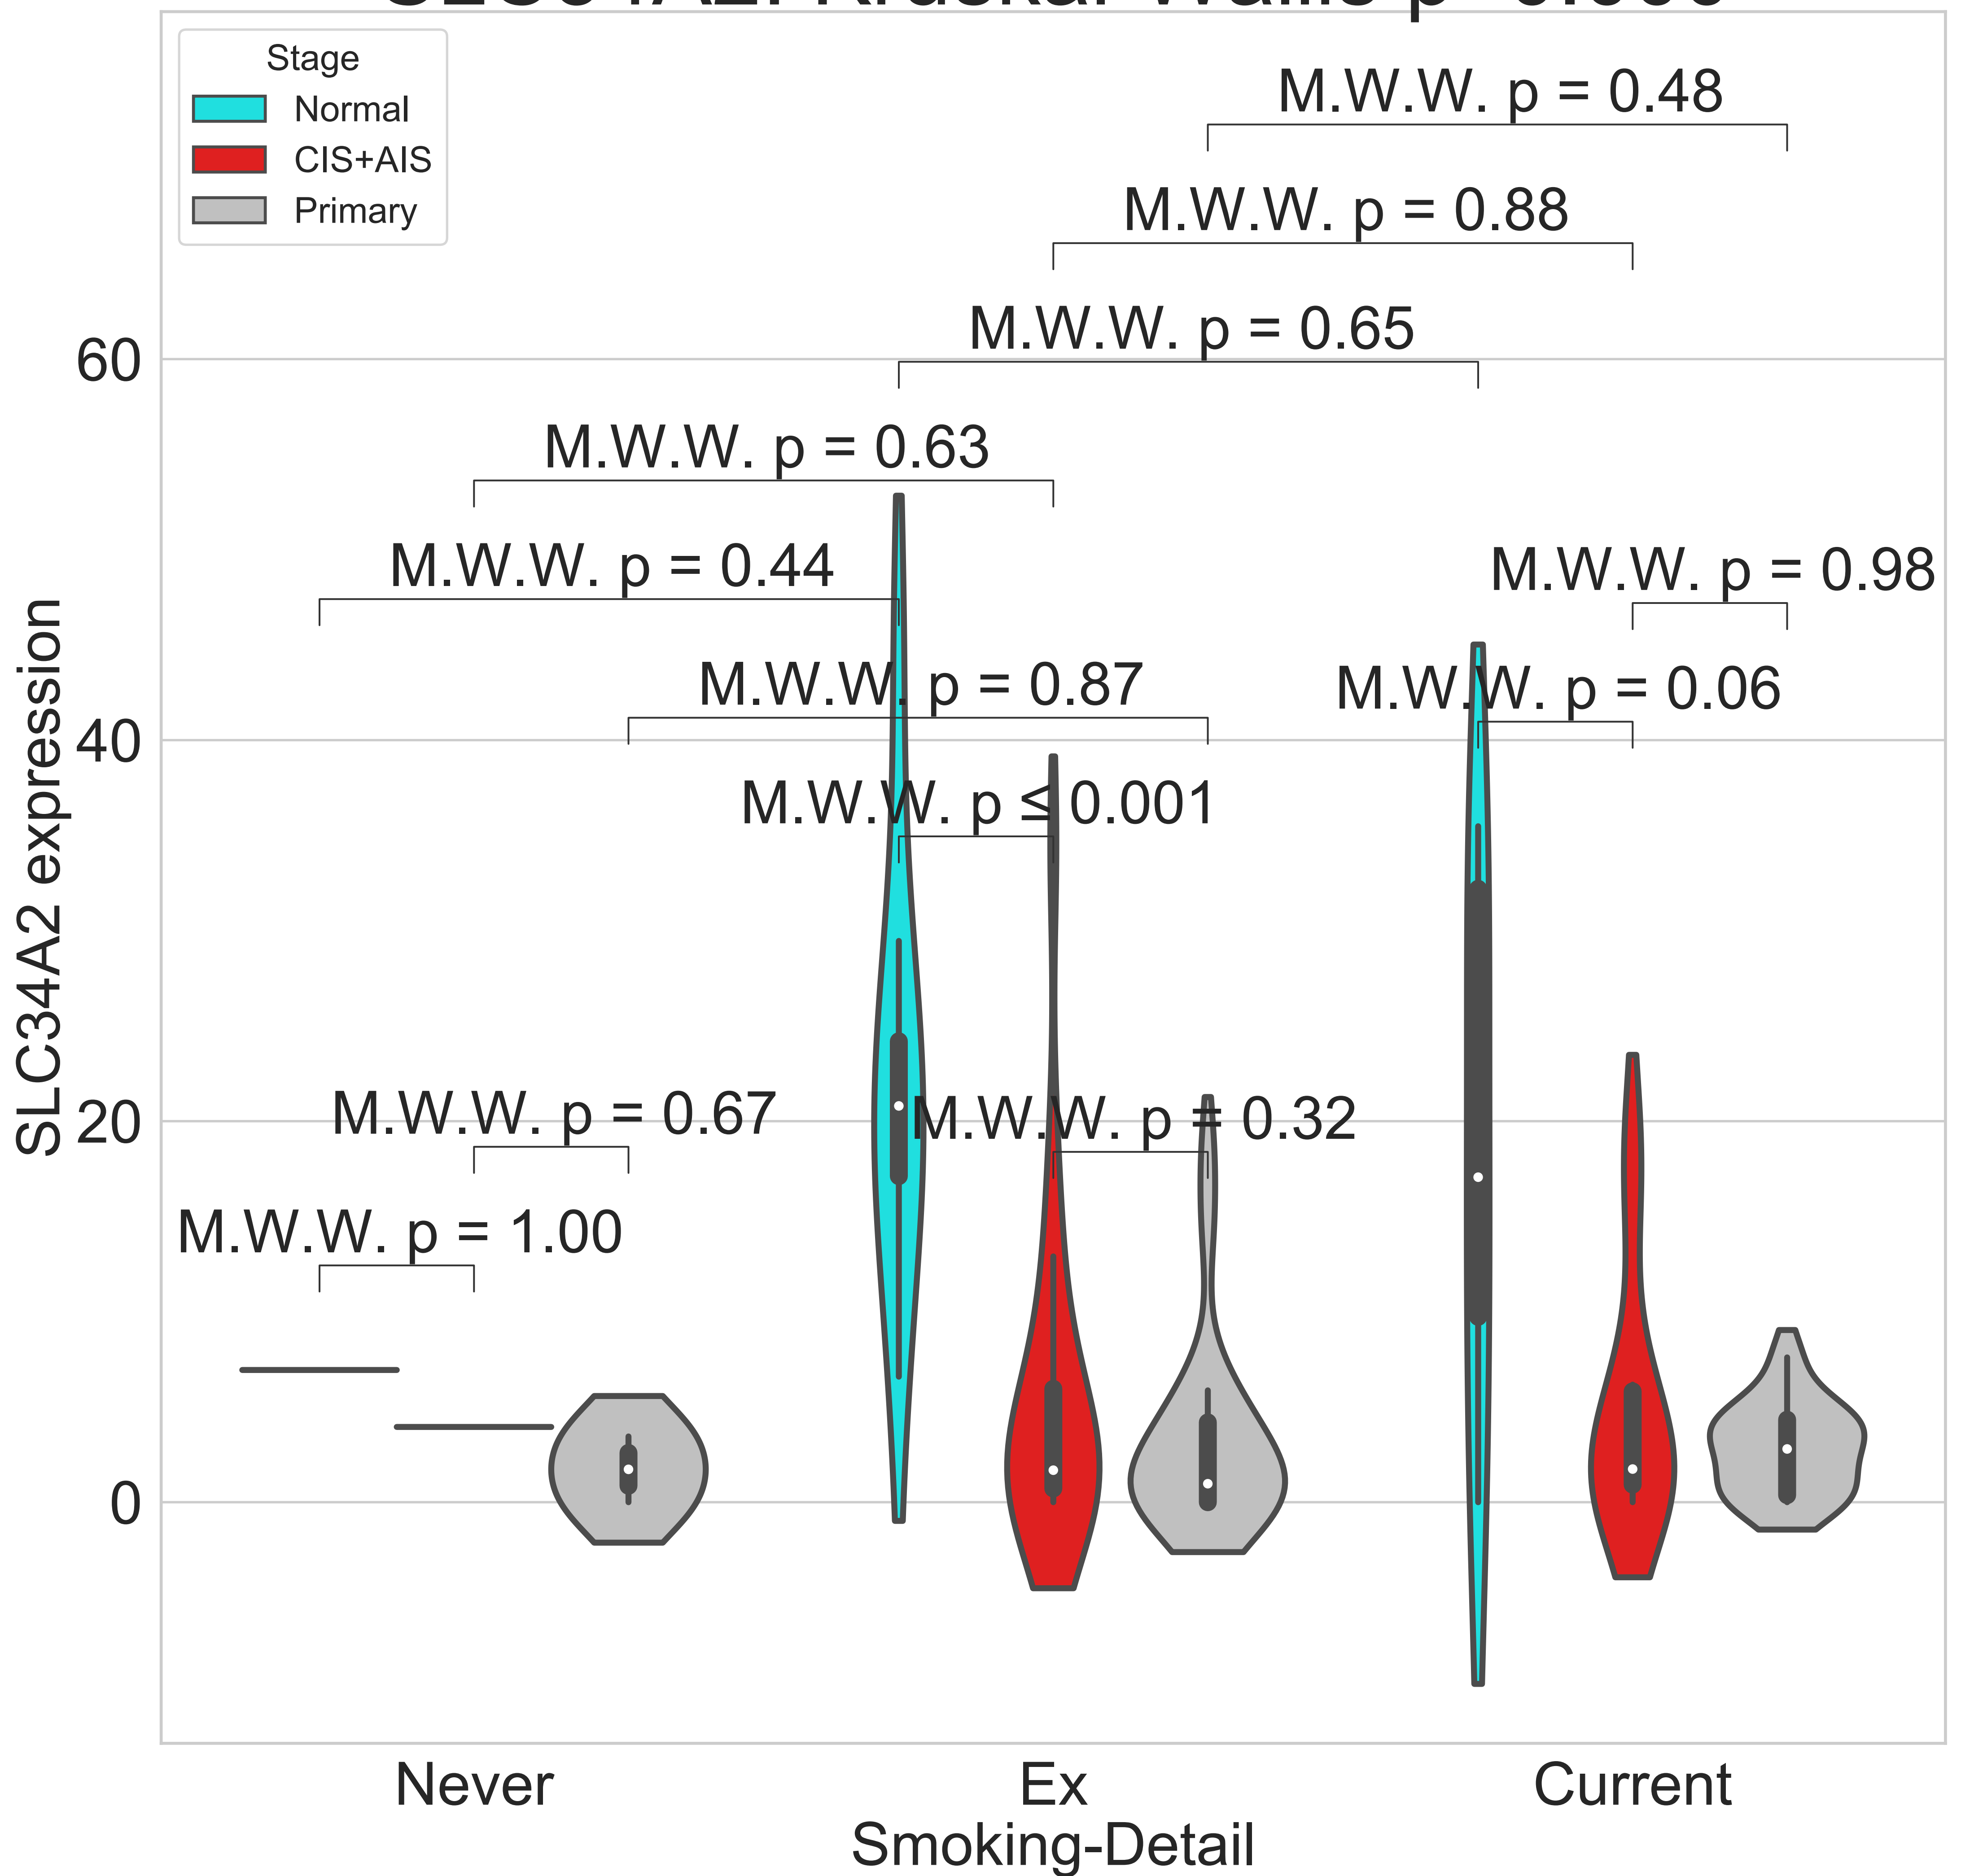 Stage
Normal
CIS+AIS
Primary
M.W.W. p = 0.48
M.W.W. p = 0.88
M.W.W. p = 0.65
M.W.W. p = 0.63
M.W.W. p = 0.44
M.W.W. p = 0.98
M.W.W. p = 0.87
M.W.W. p = 0.06
M.W.W. p ≤ 0.001
M.W.W. p = 0.67
M.W.W. p = 0.32
M.W.W. p = 1.00
60
40
20
0
SLC34A2 expression
Never
Ex
Current
Smoking-Detail